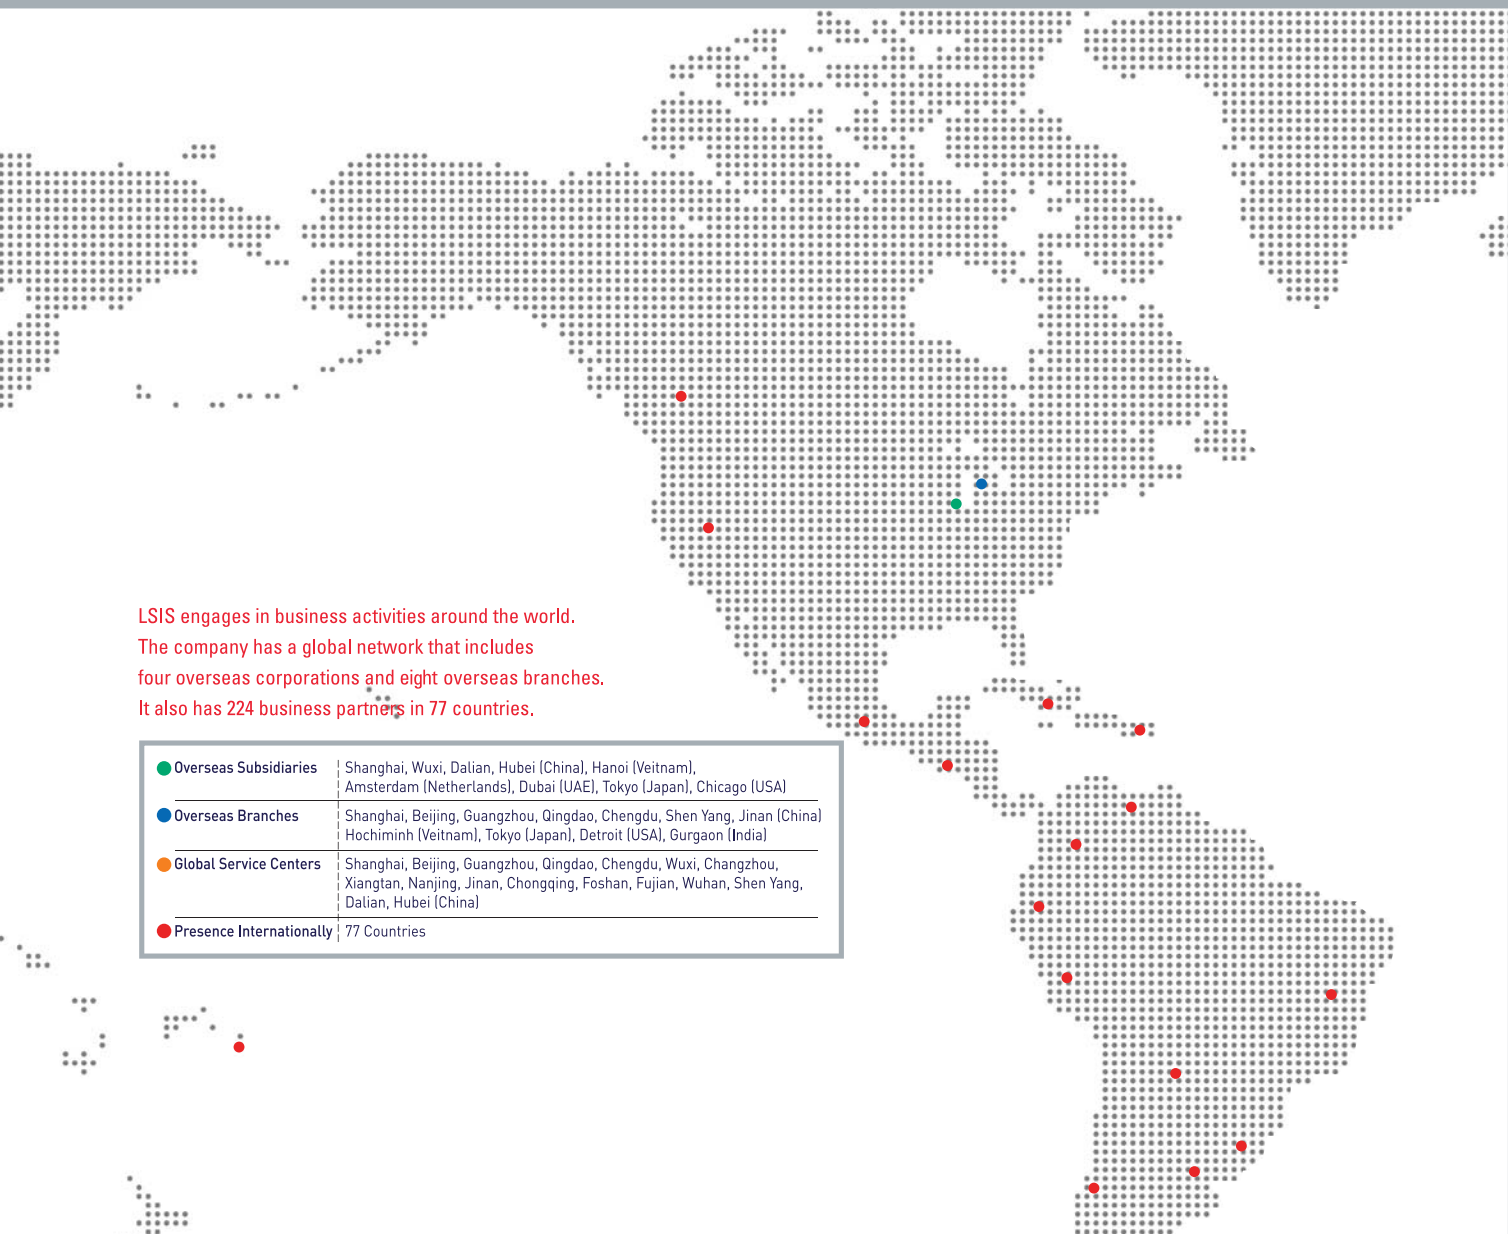 LSIS engages in business activities around the world.
The company has a global network that includes
four overseas corporations and eight overseas branches.
It also has 224 business partners in 77 countries.
Overseas Subsidiaries
Shanghai, Wuxi, Dalian, Hubei (China), Hanoi (Veitnam),
Amsterdam (Netherlands), Dubai (UAE), Tokyo (Japan), Chicago (USA)
Overseas Branches
Shanghai, Beijing, Guangzhou, Qingdao, Chengdu, Shen Yang, Jinan (China)
Hochiminh (Veitnam), Tokyo (Japan), Detroit (USA), Gurgaon (India)
Global Service Centers
Shanghai, Beijing, Guangzhou, Qingdao, Chengdu, Wuxi, Changzhou,
Xiangtan, Nanjing, Jinan, Chongqing, Foshan, Fujian, Wuhan, Shen Yang,
Dalian, Hubei (China)
Presence Internationally
77 Countries